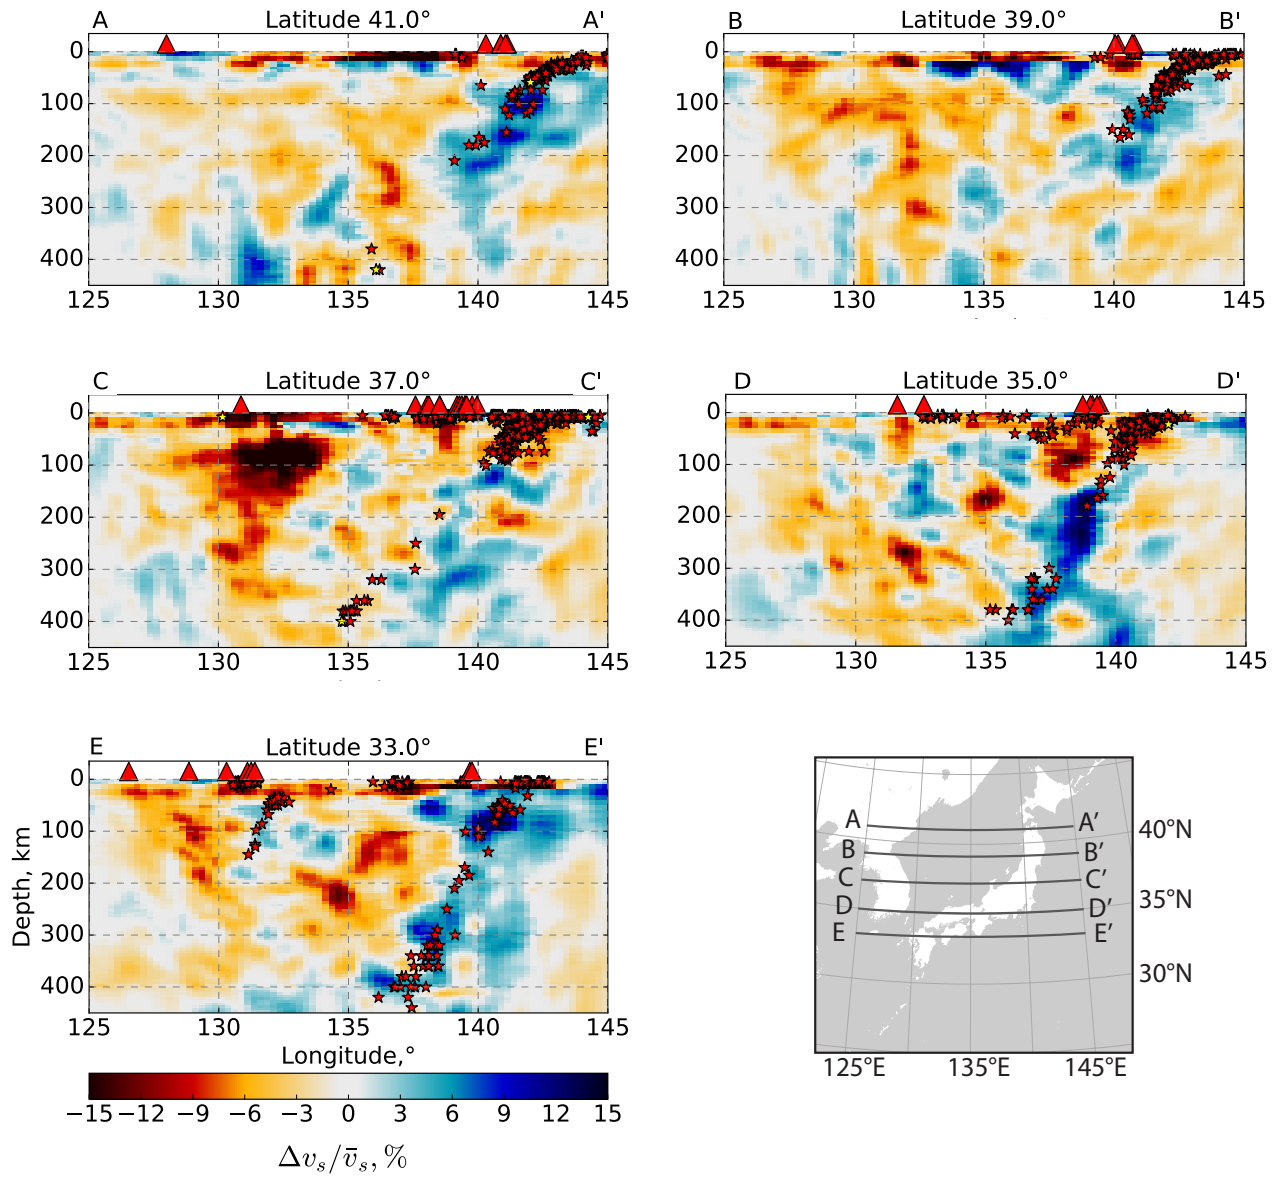 A Latitude 41.0° A'
0
100
200
300
400
125 130 135 140 145
B Latitude 39.0° B'
0
100
200
300
400
125 130 135 140 145
C Latitude 37.0° C'
0
100
200
300
400
125 130 135 140 145
D Latitude 35.0° D'
0
100
200
300
400
125 130 135 140 145
E Latitude 33.0° E'
Depth, km
0
100
200
300
400
125 130 135 140 145
Longitude,°
−15 −12 −9 −6 −3 0 3 6 9 12 15
Δv_s/v̄_s, %
A A’ 40°N
B B’
C C’ 35°N
D D’
E E’
30°N
125°E 135°E 145°E